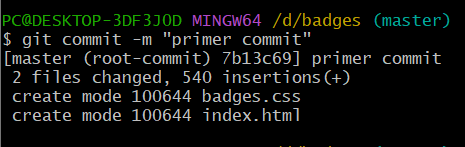 PC@DESKTOP-3DF3J0D MINGW64 /d/badges (master)
$ git commit -m "primer commit"
[master (root-commit) 7b13c69] primer commit
 2 files changed, 540 insertions(+)
 create mode 100644 badges.css
 create mode 100644 index.html